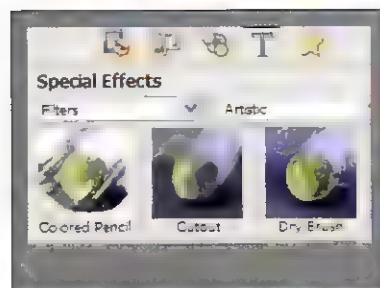 T
Special Effects
Filters Artistic
Colored Pencil Cutout Dry Brush